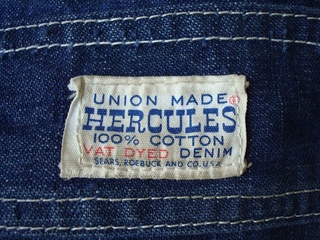 UNION MADE
HERCULES®
100% COTTON
VAT DYED DENIM
SEARS, ROEBUCK AND CO. U.S.A.